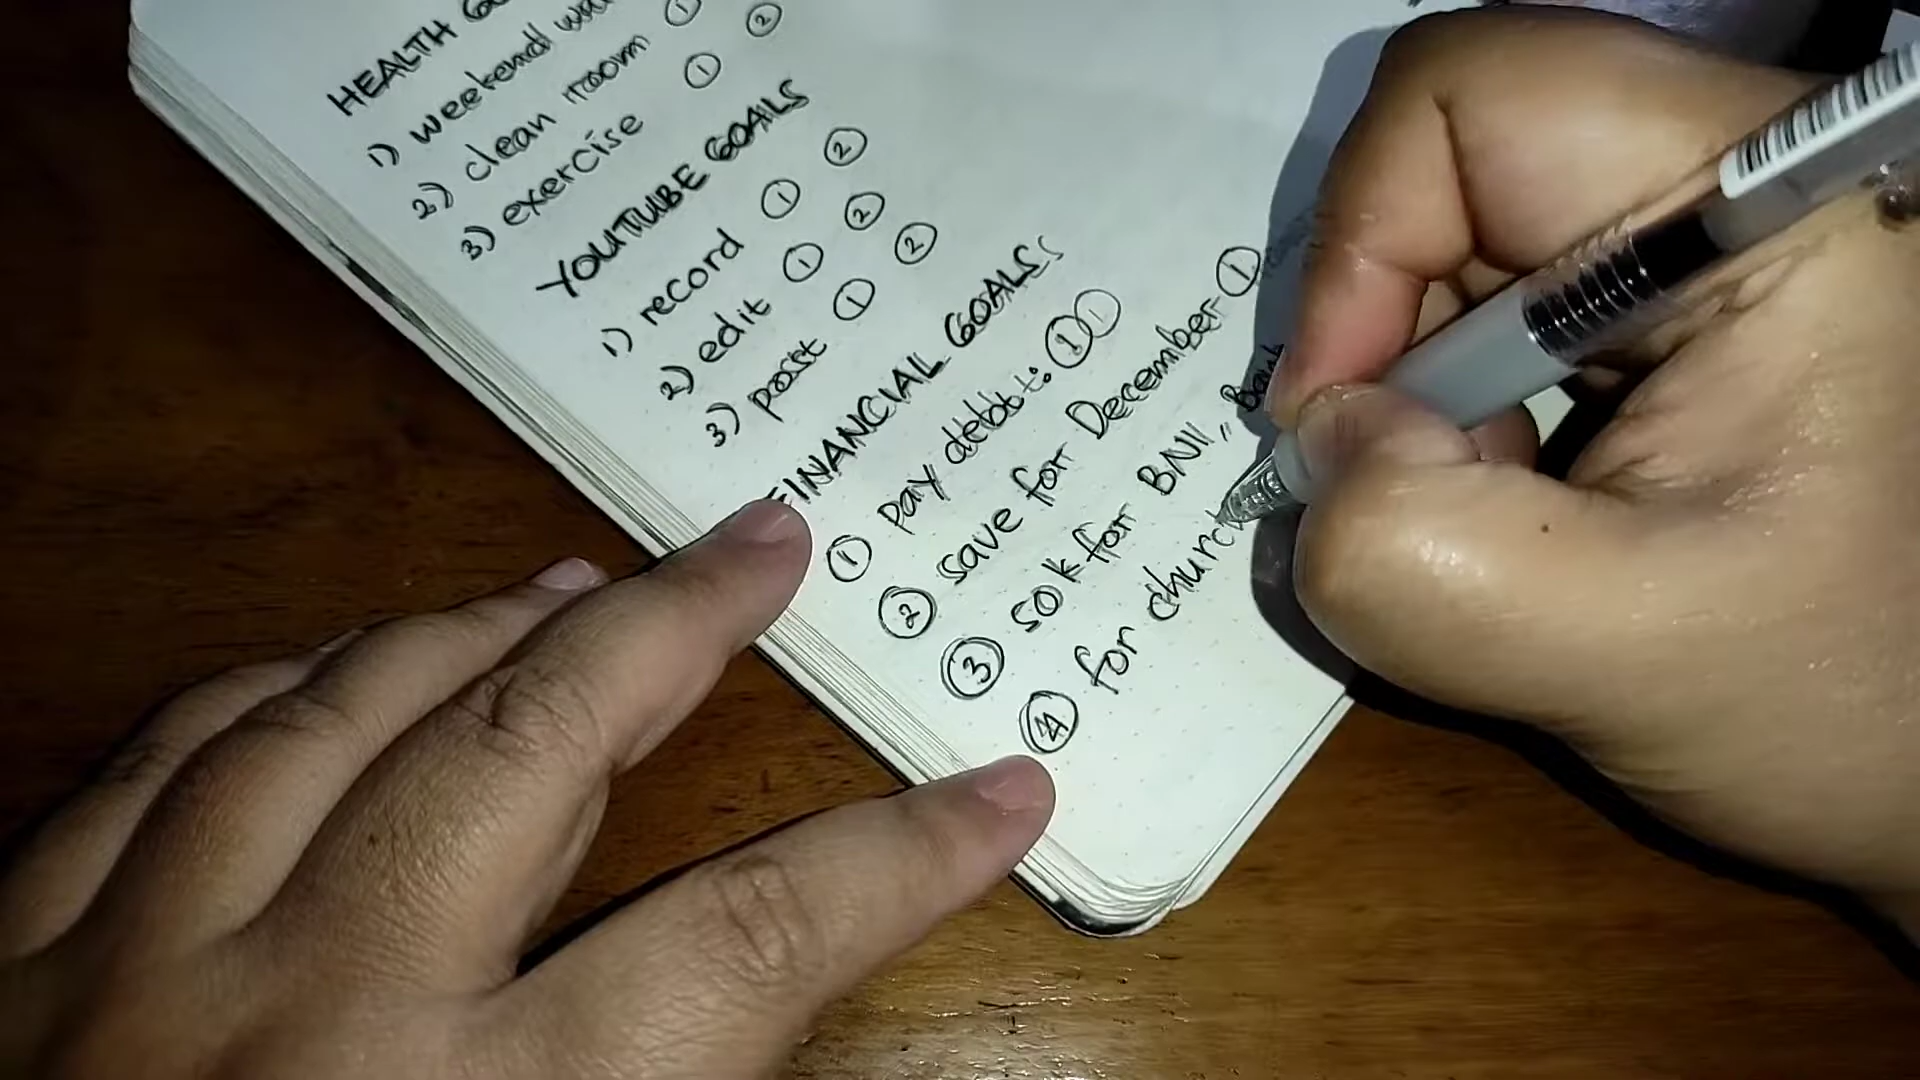 HEALTH
1) weekend
2) clean room ①
3) exercise ① ②
YOUTUBE GOALS
1) record ① ②
2) edit ① ②
3) post ① ②
FINANCIAL GOALS
① pay debt: ① ①
② save for December ①
③ 50k for BNI,
④ for church